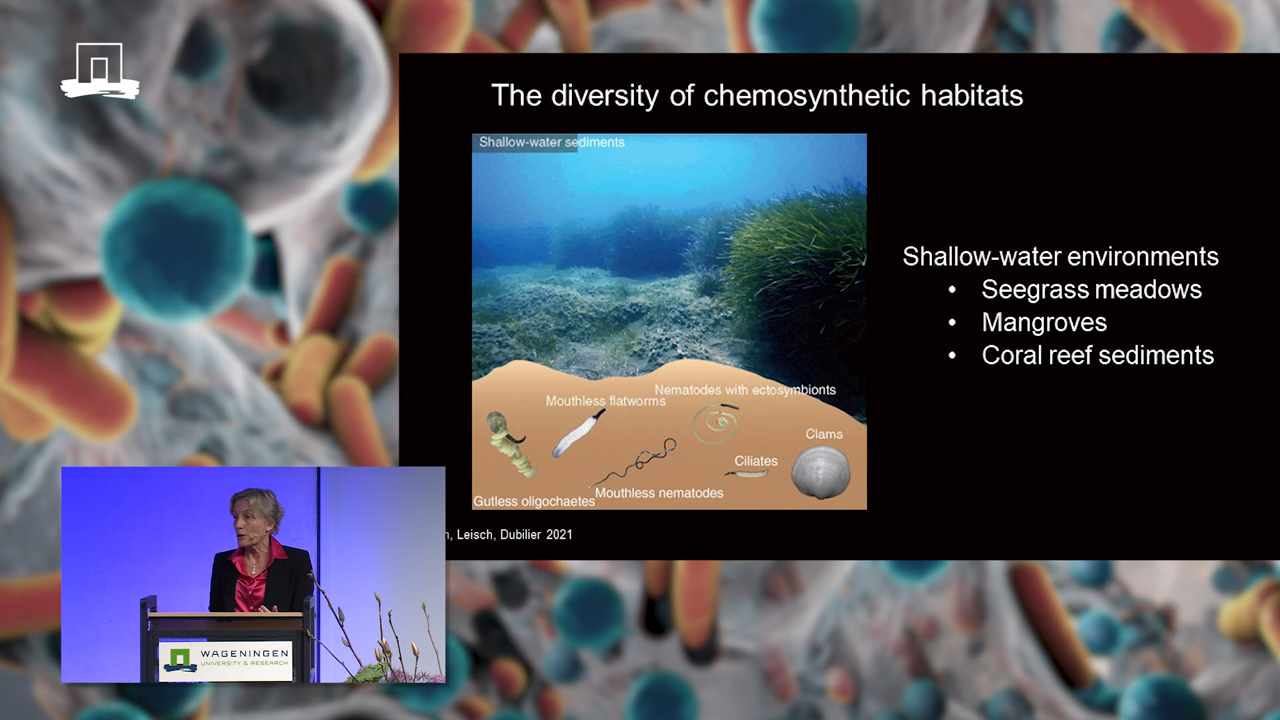 The diversity of chemosynthetic habitats
Shallow-water sediments
Shallow-water environments
• Seegrass meadows
• Mangroves
• Coral reef sediments
Nematodes with ectosymbionts
Mouthless flatworms
Clams
Ciliates
Mouthless nematodes
Gutless oligochaetes
, Leisch, Dubilier 2021
WAGENINGEN
UNIVERSITY & RESEARCH